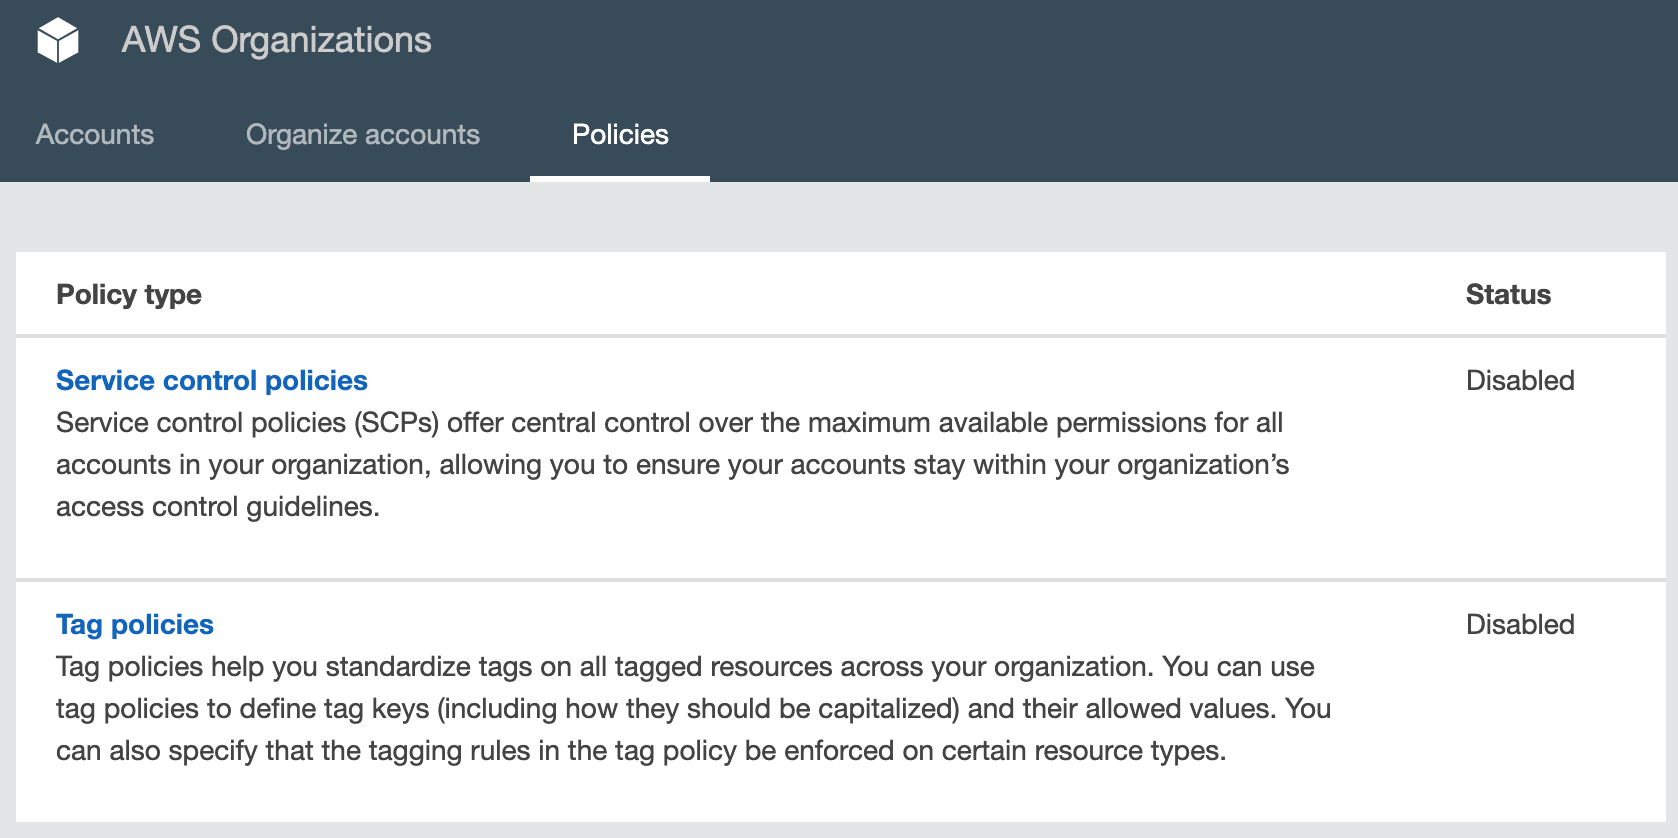 AWS Organizations
Accounts Organize accounts Policies
Policy type Status
Service control policies Disabled
Service control policies (SCPs) offer central control over the maximum available permissions for all
accounts in your organization, allowing you to ensure your accounts stay within your organization’s
access control guidelines.
Tag policies Disabled
Tag policies help you standardize tags on all tagged resources across your organization. You can use
tag policies to define tag keys (including how they should be capitalized) and their allowed values. You
can also specify that the tagging rules in the tag policy be enforced on certain resource types.